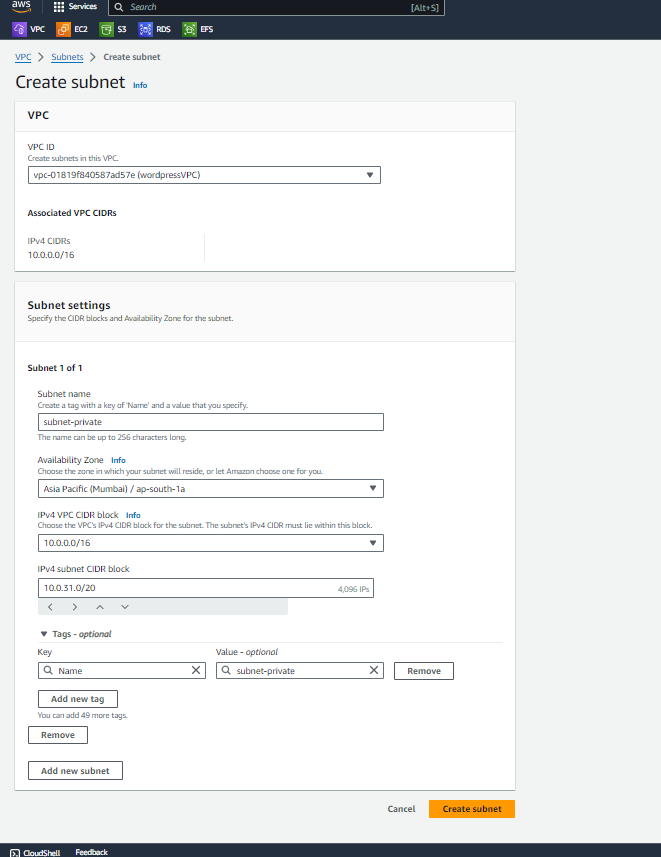 aws
Services
Search [Alt+S]
VPC EC2 S3 RDS EFS
VPC > Subnets > Create subnet
Create subnet Info
VPC
VPC ID
Create subnets in this VPC.
vpc-01819f840587ad57e (wordpressVPC)
Associated VPC CIDRs
IPv4 CIDRs
10.0.0.0/16
Subnet settings
Specify the CIDR blocks and Availability Zone for the subnet.
Subnet 1 of 1
Subnet name
Create a tag with a key of 'Name' and a value that you specify.
subnet-private
The name can be up to 256 characters long.
Availability Zone Info
Choose the zone in which your subnet will reside, or let Amazon choose one for you.
Asia Pacific (Mumbai) / ap-south-1a
IPv4 VPC CIDR block Info
Choose the VPC's IPv4 CIDR block for the subnet. The subnet's IPv4 CIDR must lie within this block.
10.0.0.0/16
IPv4 subnet CIDR block
10.0.31.0/20 4,096 IPs
Tags - optional
Key Value - optional
Name subnet-private Remove
Add new tag
You can add 49 more tags.
Remove
Add new subnet
Cancel Create subnet
CloudShell Feedback